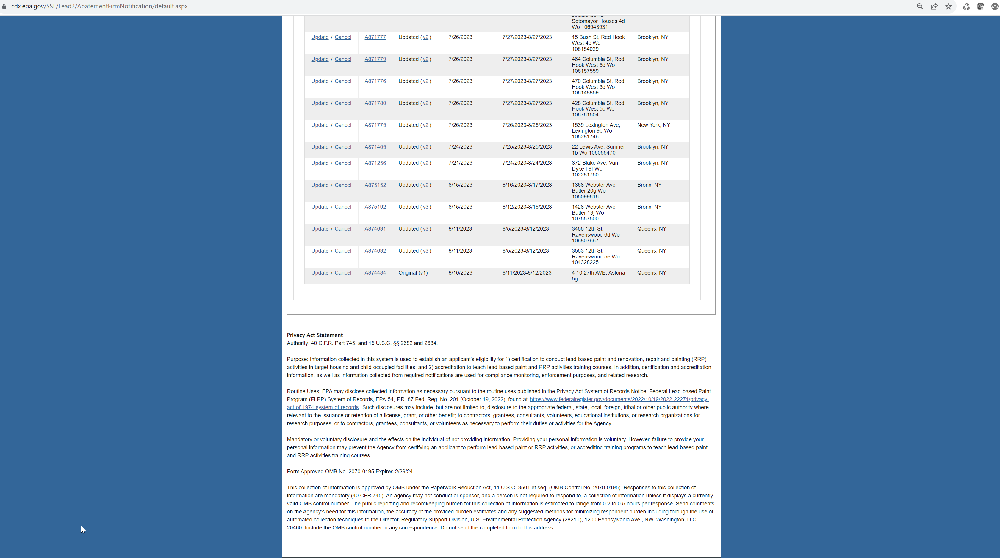 cdx.epa.gov/SSL/Lead2/AbatementFirmNotification/default.aspx
Justice Sonia
Sotomayor Houses 4d
Wo 106943931
Update / Cancel A871777 Updated (v2) 7/26/2023 7/27/2023-8/27/2023 15 Bush St, Red Hook Brooklyn, NY
West 4c Wo
106154029
Update / Cancel A871779 Updated (v2) 7/26/2023 7/27/2023-8/27/2023 464 Columbia St, Red Brooklyn, NY
Hook West 5d Wo
106157559
Update / Cancel A871776 Updated (v2) 7/26/2023 7/27/2023-8/27/2023 470 Columbia St, Red Brooklyn, NY
Hook West 3d Wo
106148859
Update / Cancel A871780 Updated (v2) 7/26/2023 7/27/2023-8/27/2023 428 Columbia St, Red Brooklyn, NY
Hook West 5c Wo
106761504
Update / Cancel A871775 Updated (v2) 7/26/2023 7/26/2023-8/26/2023 1539 Lexington Ave, New York, NY
Lexington 9b Wo
105281746
Update / Cancel A871405 Updated (v2) 7/24/2023 7/25/2023-8/25/2023 22 Lewis Ave, Sumner Brooklyn, NY
1b Wo 106055470
Update / Cancel A871256 Updated (v2) 7/21/2023 7/24/2023-8/24/2023 372 Blake Ave, Van Brooklyn, NY
Dyke I 9f Wo
102281750
Update / Cancel A875152 Updated (v2) 8/15/2023 8/16/2023-8/17/2023 1368 Webster Ave, Bronx, NY
Butler 20g Wo
105099616
Update / Cancel A875192 Updated (v3) 8/15/2023 8/12/2023-8/16/2023 1428 Webster Ave, Bronx, NY
Butler 19j Wo
107557500
Update / Cancel A874691 Updated (v3) 8/11/2023 8/5/2023-8/12/2023 3455 12th St, Queens, NY
Ravenswood 6d Wo
106807667
Update / Cancel A874692 Updated (v3) 8/11/2023 8/5/2023-8/12/2023 3553 12th St, Queens, NY
Ravenswood 5e Wo
104328225
Update / Cancel A874484 Original (v1) 8/10/2023 8/11/2023-8/12/2023 4 10 27th AVE, Astoria Queens, NY
5g
Privacy Act Statement
Authority: 40 C.F.R. Part 745, and 15 U.S.C. §§ 2682 and 2684.
Purpose: Information collected in this system is used to establish an applicant's eligibility for 1) certification to conduct lead-based paint and renovation, repair and painting (RRP)
activities in target housing and child-occupied facilities; and 2) accreditation to teach lead-based paint and RRP activities training courses. In addition, certification and accreditation
information, as well as information collected from required notifications are used for compliance monitoring, enforcement purposes, and related research.
Routine Uses: EPA may disclose collected information as necessary pursuant to the routine uses published in the Privacy Act System of Records Notice: Federal Lead-based Paint
Program (FLPP) System of Records, EPA-54, F.R. 87 Fed. Reg. No. 201 (October 19, 2022), found at https://www.federalregister.gov/documents/2022/10/19/2022-22271/privacy-
act-of-1974-system-of-records . Such disclosures may include, but are not limited to, disclosure to the appropriate federal, state, local, foreign, tribal or other public authority where
relevant to the issuance or retention of a license, grant, or other benefit; to contractors, grantees, consultants, volunteers, educational institutions, or research organizations for
research purposes; or to contractors, grantees, consultants, or volunteers as necessary to perform their duties or activities for the Agency.
Mandatory or voluntary disclosure and the effects on the individual of not providing information: Providing your personal information is voluntary. However, failure to provide your
personal information may prevent the Agency from certifying an applicant to perform lead-based paint or RRP activities, or accrediting training programs to teach lead-based paint
and RRP activities training courses.
Form Approved OMB No. 2070-0195 Expires 2/29/24
This collection of information is approved by OMB under the Paperwork Reduction Act, 44 U.S.C. 3501 et seq. (OMB Control No. 2070-0195). Responses to this collection of
information are mandatory (40 CFR 745). An agency may not conduct or sponsor, and a person is not required to respond to, a collection of information unless it displays a currently
valid OMB control number. The public reporting and recordkeeping burden for this collection of information is estimated to range from 0.2 to 0.5 hours per response. Send comments
on the Agency's need for this information, the accuracy of the provided burden estimates and any suggested methods for minimizing respondent burden including through the use of
automated collection techniques to the Director, Regulatory Support Division, U.S. Environmental Protection Agency (2821T), 1200 Pennsylvania Ave., NW, Washington, D.C.
20460. Include the OMB control number in any correspondence. Do not send the completed form to this address.